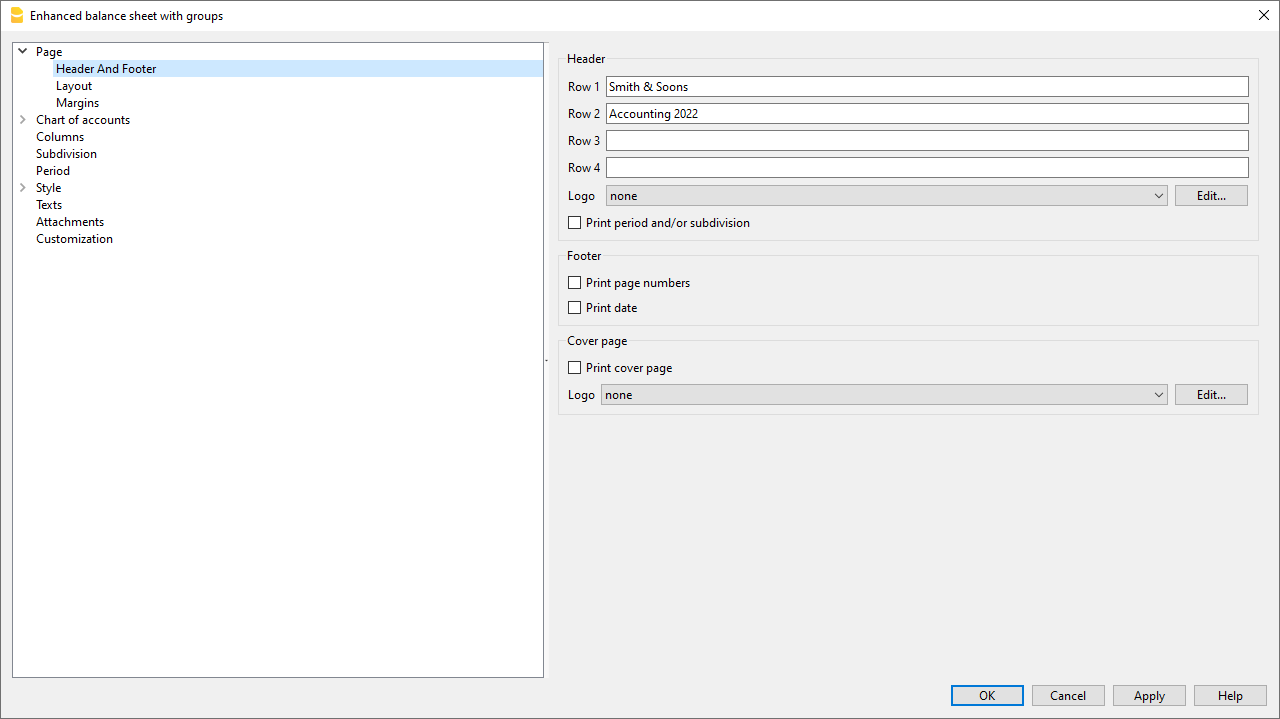 Enhanced balance sheet with groups
Page
Header And Footer
Layout
Margins
Chart of accounts
Columns
Subdivision
Period
Style
Texts
Attachments
Customization
Header
Row 1 Smith & Soons
Row 2 Accounting 2022
Row 3
Row 4
Logo none Edit...
Print period and/or subdivision
Footer
Print page numbers
Print date
Cover page
Print cover page
Logo none Edit...
OK Cancel Apply Help